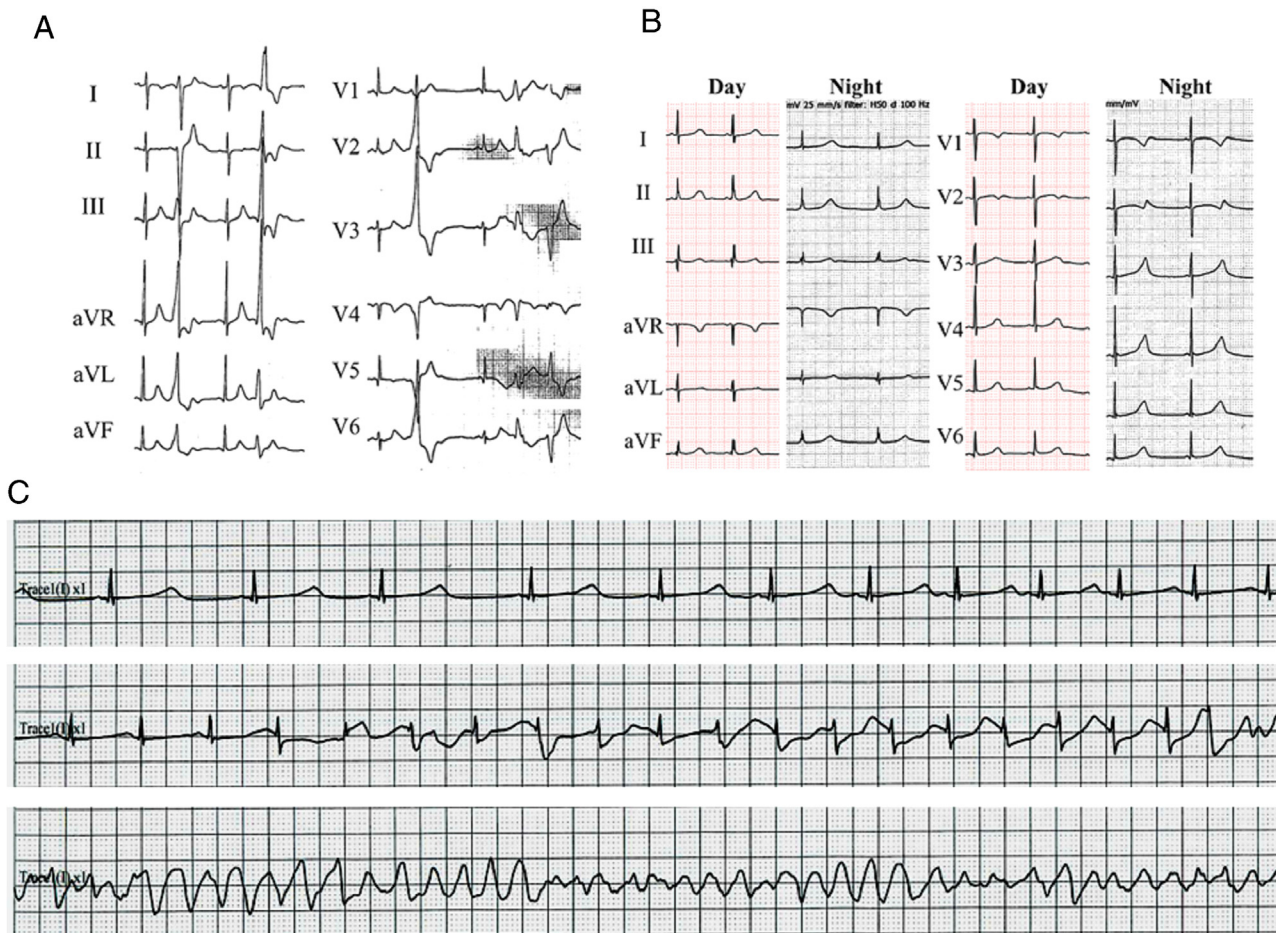 A
I
II
III
aVR
aVL
aVF
V1
V2
V3
V4
V5
V6
B
Day
Night
Day
Night
mV 25 mm/s filter: H50 d 100 Hz
mm/mV
I
II
III
aVR
aVL
aVF
V1
V2
V3
V4
V5
V6
C
Trace1(I) x1
Trace1(I) x1
Trace1(I) x1